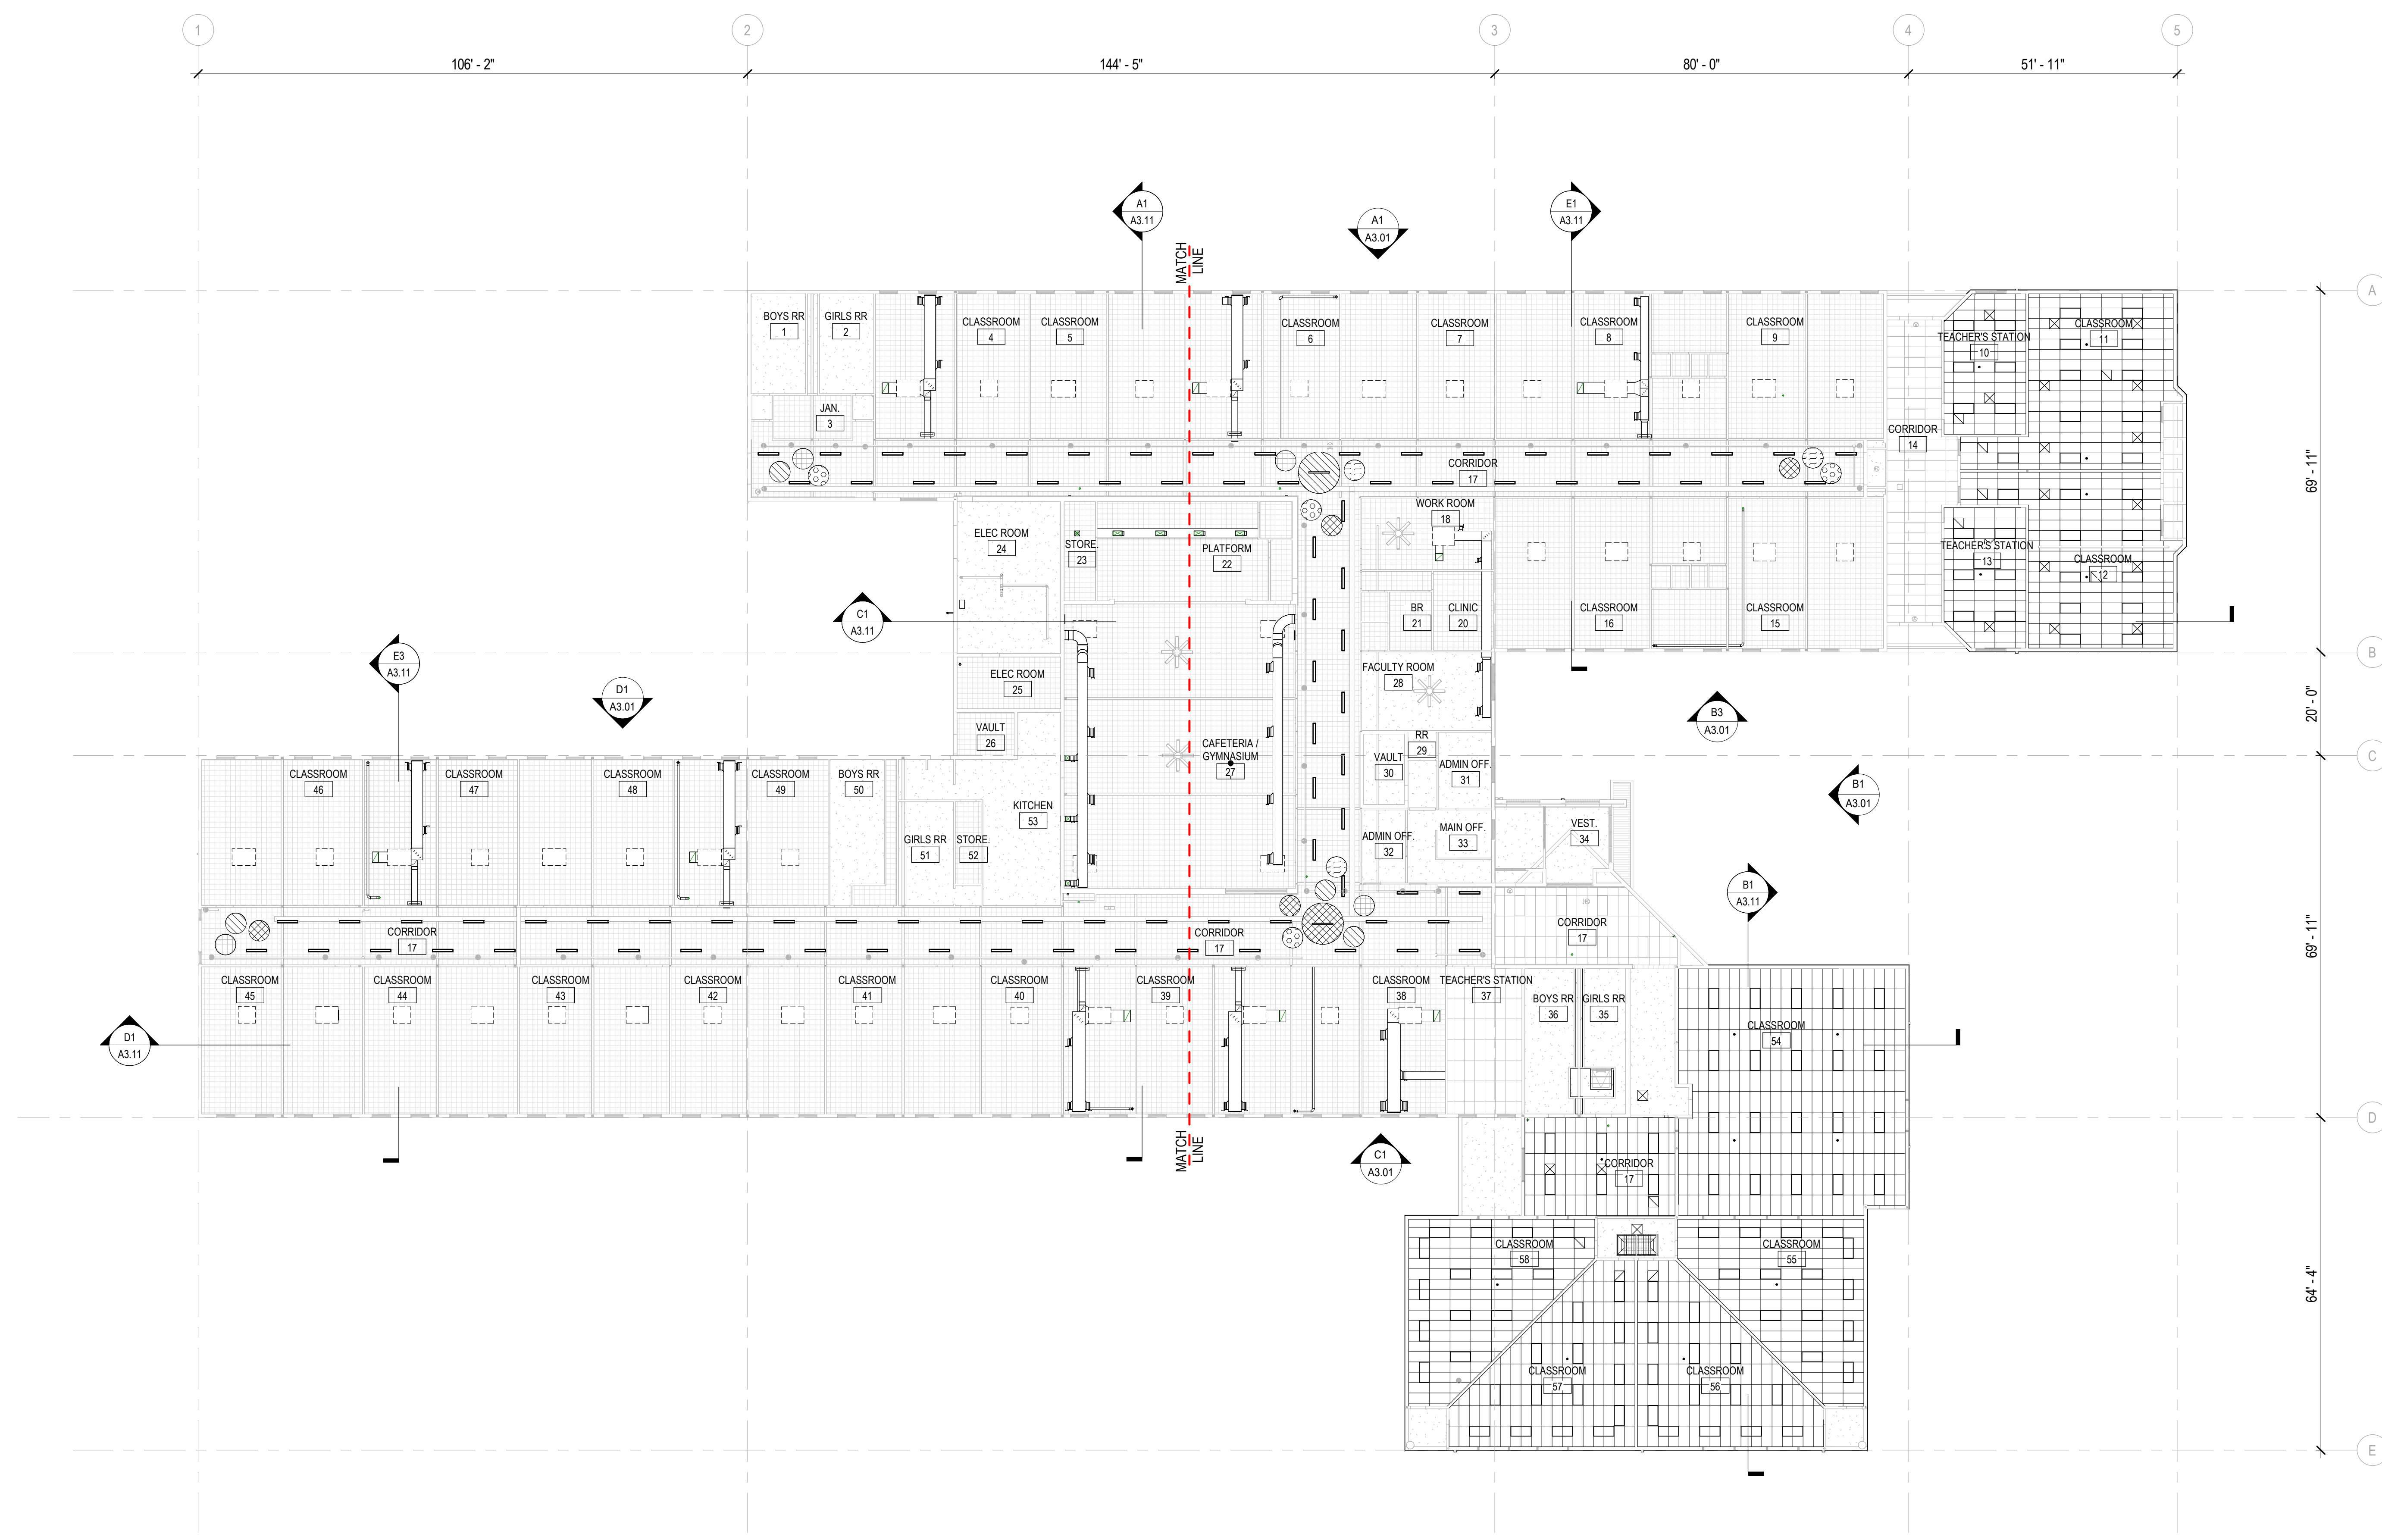 1
2
3
4
5
106' - 2"
144' - 5"
80' - 0"
51' - 11"
A1
A3.11
A1
A3.01
E1
A3.11
MATCH
LINE
A
BOYS RR
1
GIRLS RR
2
JAN.
3
CLASSROOM
4
CLASSROOM
5
CLASSROOM
6
CLASSROOM
7
CLASSROOM
8
CLASSROOM
9
TEACHER'S STATION
10
CLASSROOM
11
CORRIDOR
14
CORRIDOR
17
69' - 11"
WORK ROOM
18
ELEC ROOM
24
STORE.
23
PLATFORM
22
TEACHER'S STATION
13
CLASSROOM
12
C1
A3.11
BR
21
CLINIC
20
CLASSROOM
16
CLASSROOM
15
B
E3
A3.11
D1
A3.01
ELEC ROOM
25
FACULTY ROOM
28
B3
A3.01
20' - 0"
VAULT
26
CAFETERIA /
GYMNASIUM
27
RR
29
VAULT
30
ADMIN OFF.
31
C
B1
A3.01
CLASSROOM
46
CLASSROOM
47
CLASSROOM
48
CLASSROOM
49
BOYS RR
50
KITCHEN
53
GIRLS RR
51
STORE.
52
ADMIN OFF.
32
MAIN OFF.
33
VEST.
34
B1
A3.11
CORRIDOR
17
CORRIDOR
17
CORRIDOR
17
69' - 11"
CLASSROOM
45
CLASSROOM
44
CLASSROOM
43
CLASSROOM
42
CLASSROOM
41
CLASSROOM
40
CLASSROOM
39
CLASSROOM
38
TEACHER'S STATION
37
BOYS RR
36
GIRLS RR
35
CLASSROOM
54
D1
A3.11
D
MATCH
LINE
C1
A3.01
CORRIDOR
17
CLASSROOM
58
CLASSROOM
55
64' - 4"
CLASSROOM
57
CLASSROOM
56
E